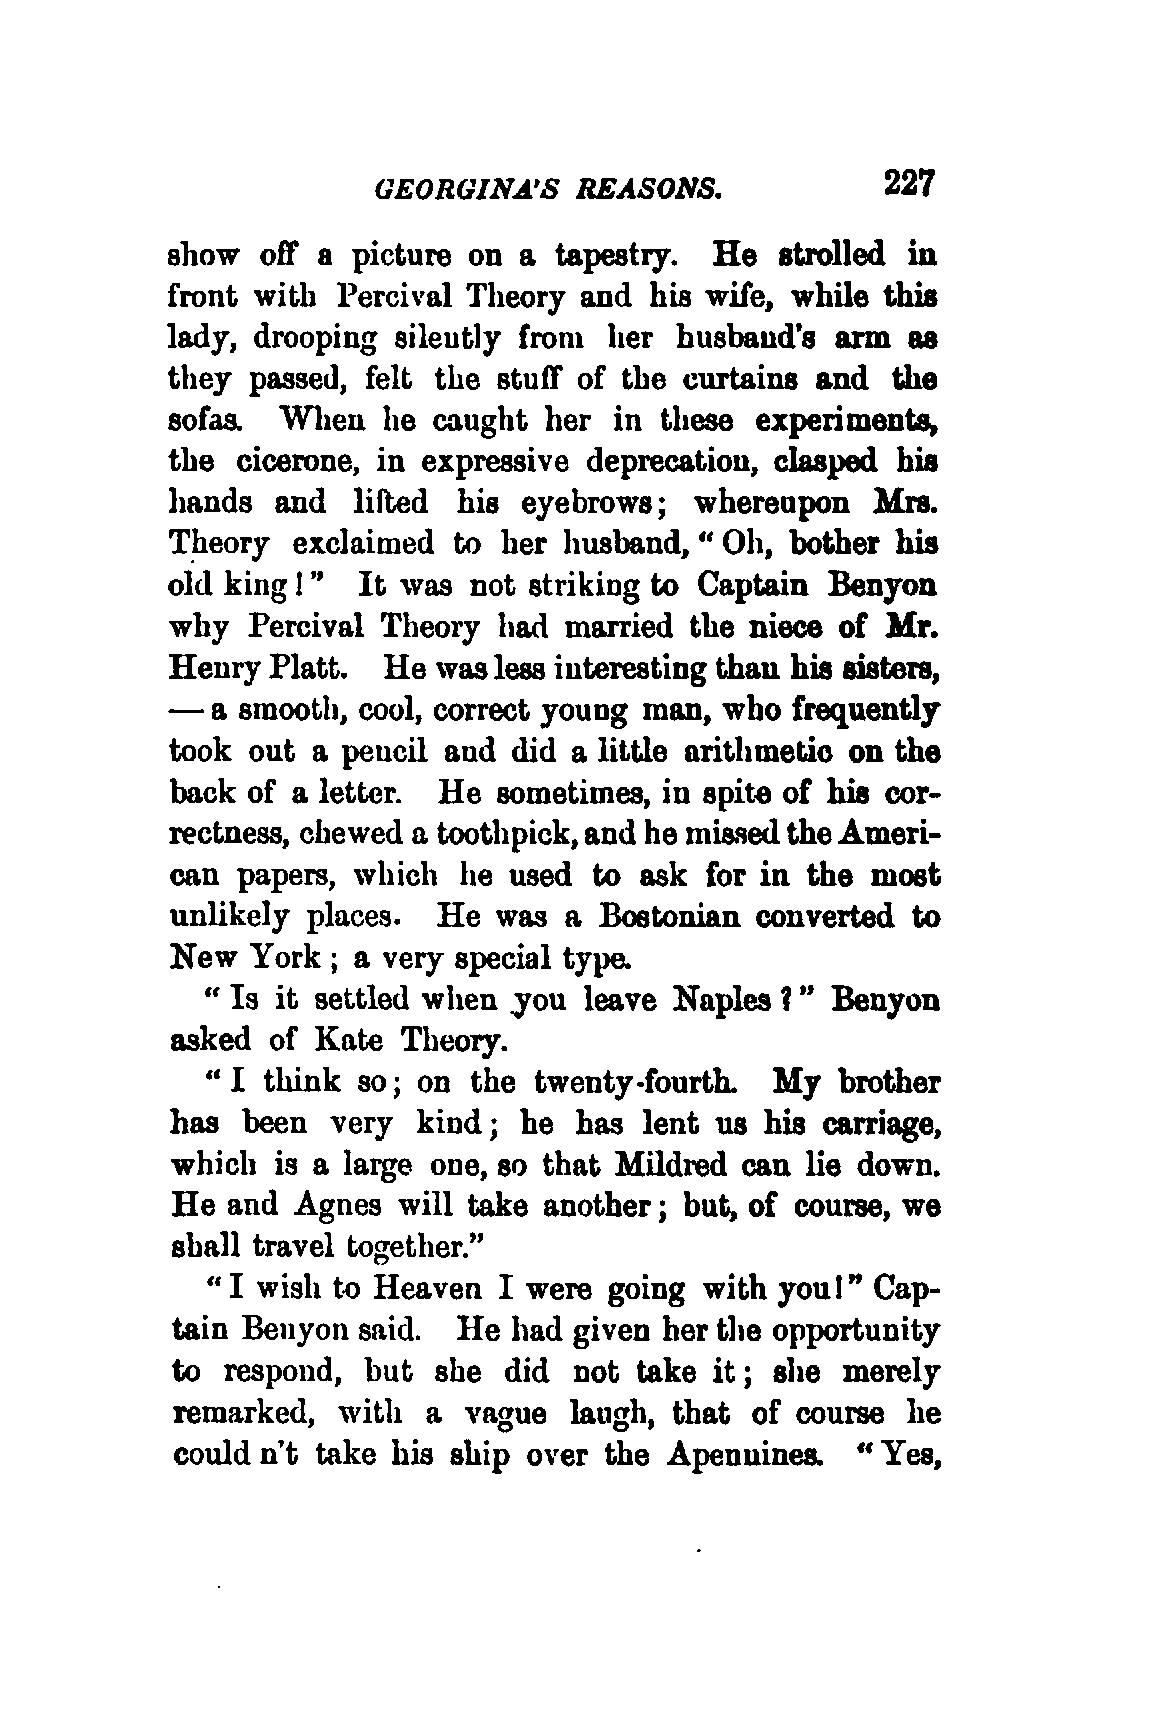 GEORGINA'S REASONS. 227
show off a picture on a tapestry. He strolled in
front with Percival Theory and his wife, while this
lady, drooping silently from her husband's arm as
they passed, felt the stuff of the curtains and the
sofas. When he caught her in these experiments,
the cicerone, in expressive deprecation, clasped his
hands and lifted his eyebrows; whereupon Mrs.
Theory exclaimed to her husband, "Oh, bother his
old king!" It was not striking to Captain Benyon
why Percival Theory had married the niece of Mr.
Henry Platt. He was less interesting than his sisters,
— a smooth, cool, correct young man, who frequently
took out a pencil and did a little arithmetic on the
back of a letter. He sometimes, in spite of his cor-
rectness, chewed a toothpick, and he missed the Ameri-
can papers, which he used to ask for in the most
unlikely places. He was a Bostonian converted to
New York; a very special type.
"Is it settled when you leave Naples?" Benyon
asked of Kate Theory.
"I think so; on the twenty-fourth. My brother
has been very kind; he has lent us his carriage,
which is a large one, so that Mildred can lie down.
He and Agnes will take another; but, of course, we
shall travel together."
"I wish to Heaven I were going with you!" Cap-
tain Benyon said. He had given her the opportunity
to respond, but she did not take it; she merely
remarked, with a vague laugh, that of course he
could n't take his ship over the Apennines. "Yes,